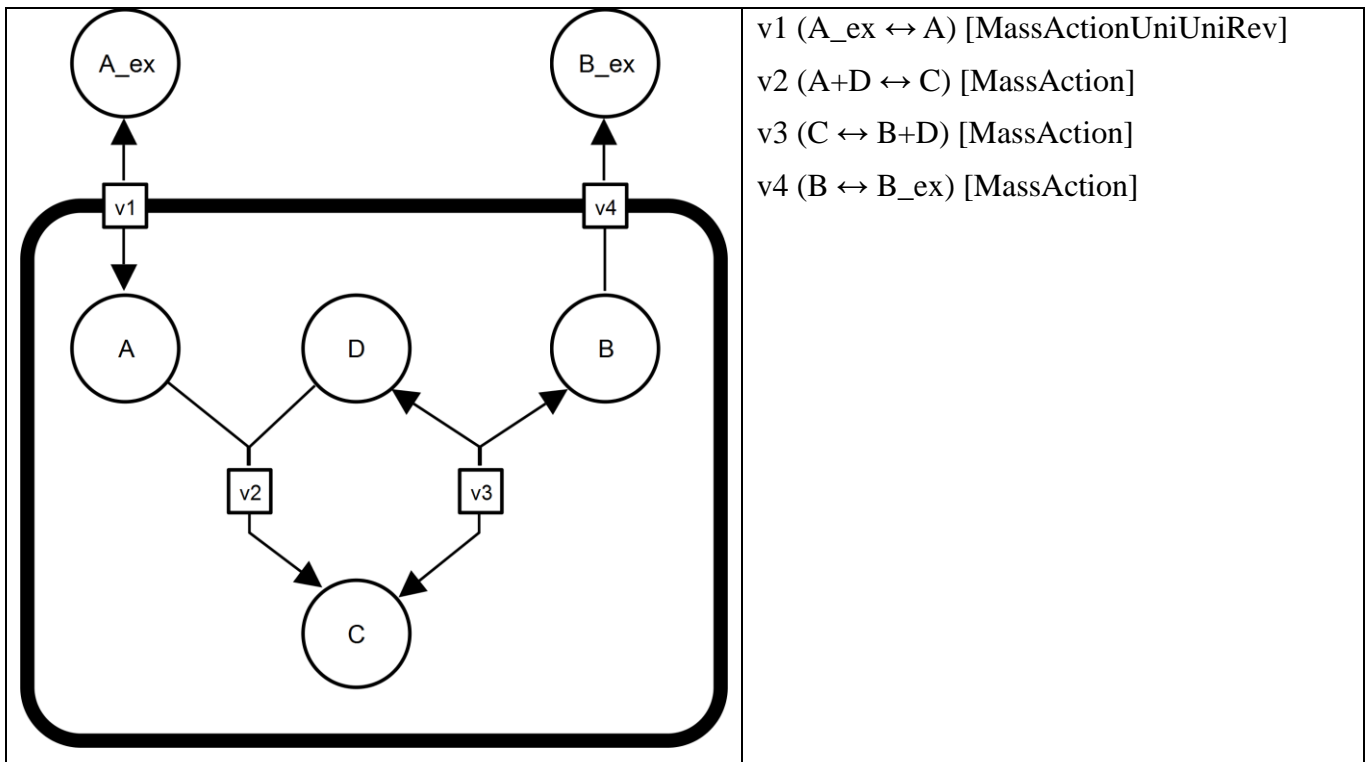 A_ex
B_ex
v1
v4
A
D
B
v2
v3
C
v1 (A_ex ↔ A) [MassActionUniUniRev]
v2 (A+D ↔ C) [MassAction]
v3 (C ↔ B+D) [MassAction]
v4 (B ↔ B_ex) [MassAction]